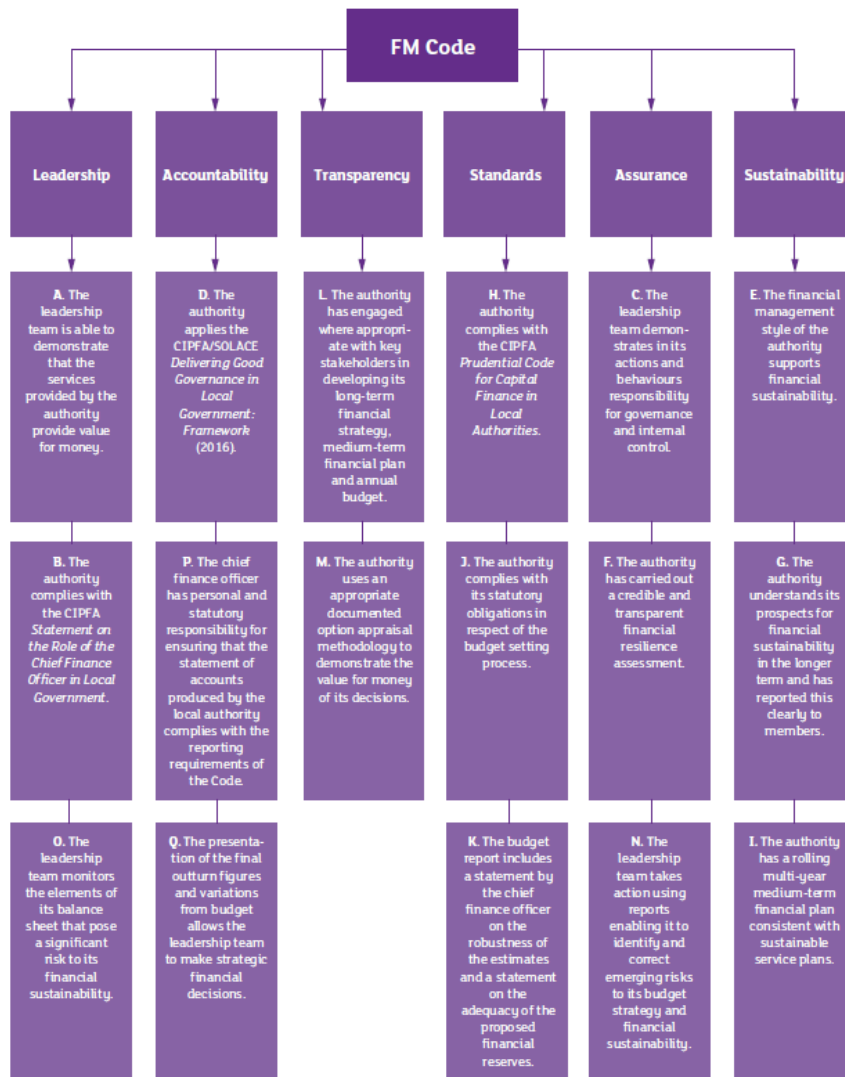 FM Code
Leadership
Accountability
Transparency
Standards
Assurance
Sustainability
A. The
leadership
team is able to
demonstrate
that the
services
provided by the
authority
provide value
for money.
D. The
authority
applies the
CIPFA/SOLACE
Delivering Good
Governance in
Local
Government:
Framework
(2016).
L. The authority
has engaged
where appropri-
ate with key
stakeholders in
developing its
long-term
financial
strategy,
medium-term
financial plan
and annual
budget.
H. The
authority
complies with
the CIPFA
Prudential Code
for Capital
Finance in
Local
Authorities.
C. The
leadership
team demon-
strates in its
actions and
behaviours
responsibility
for governance
and internal
control.
E. The financial
management
style of the
authority
supports
financial
sustainability.
B. The
authority
complies with
the CIPFA
Statement on
the Role of the
Chief Finance
Officer in Local
Government.
P. The chief
finance officer
has personal and
statutory
responsibility for
ensuring that the
statement of
accounts
produced by the
local authority
complies with the
reporting
requirements of
the Code.
M. The authority
uses an
appropriate
documented
option appraisal
methodology to
demonstrate the
value for money
of its decisions.
J. The authority
complies with
its statutory
obligations in
respect of the
budget setting
process.
F. The authority
has carried out
a credible and
transparent
financial
resilience
assessment.
G. The
authority
understands its
prospects for
financial
sustainability
in the longer
term and has
reported this
clearly to
members.
O. The
leadership
team monitors
the elements of
its balance
sheet that pose
a significant
risk to its
financial
sustainability.
Q. The presenta-
tion of the final
outturn figures
and variations
from budget
allows the
leadership team
to make strategic
financial
decisions.
K. The budget
report includes
a statement by
the chief
finance officer
on the
robustness of
the estimates
and a statement
on the
adequacy of the
proposed
financial
reserves.
N. The
leadership
team takes
action using
reports
enabling it to
identify and
correct
emerging risks
to its budget
strategy and
financial
sustainability.
I. The authority
has a rolling
multi-year
medium-term
financial plan
consistent with
sustainable
service plans.